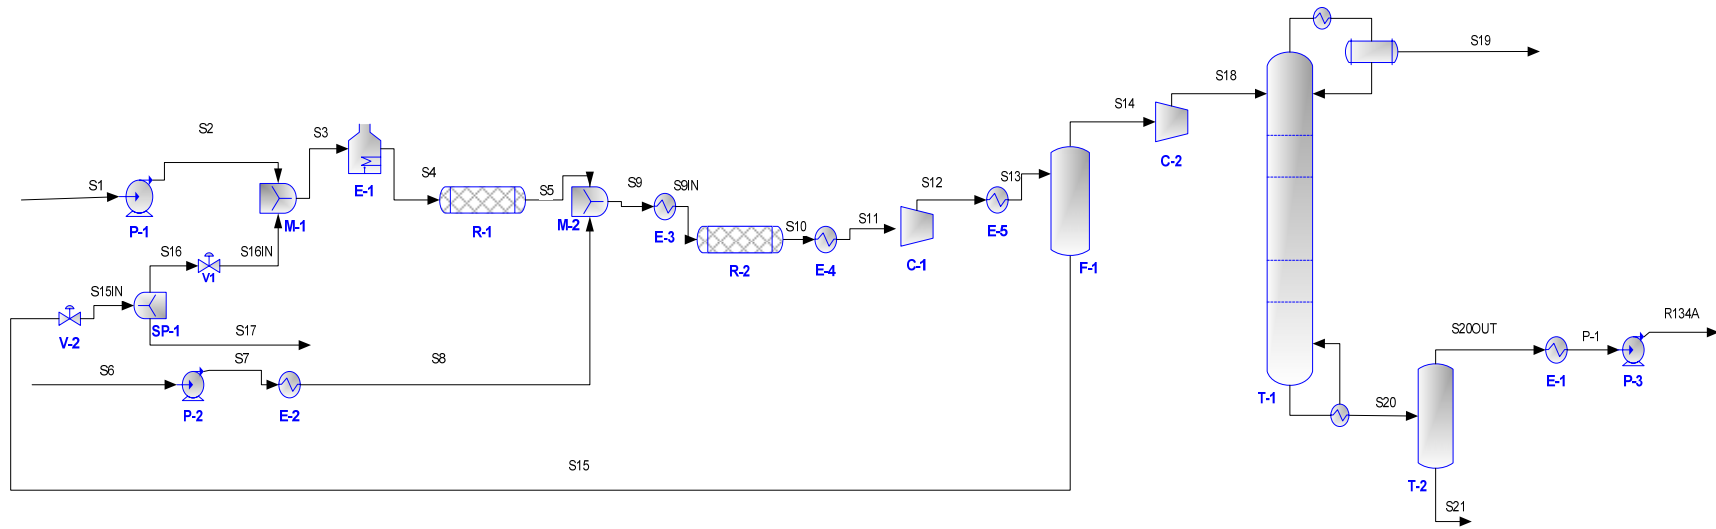 S19
S18
S14
C-2
S2
S3
S1
E-1
S4
S5
S9
S9IN
S12
S13
P-1
M-1
R-1
M-2
E-3
S10
S11
E-5
R-2
E-4
C-1
F-1
S16
S16IN
V1
S15IN
V-2
SP-1
S17
S6
S7
S8
P-2
E-2
S15
R134A
S20OUT
P-1
E-1
P-3
T-1
S20
T-2
S21